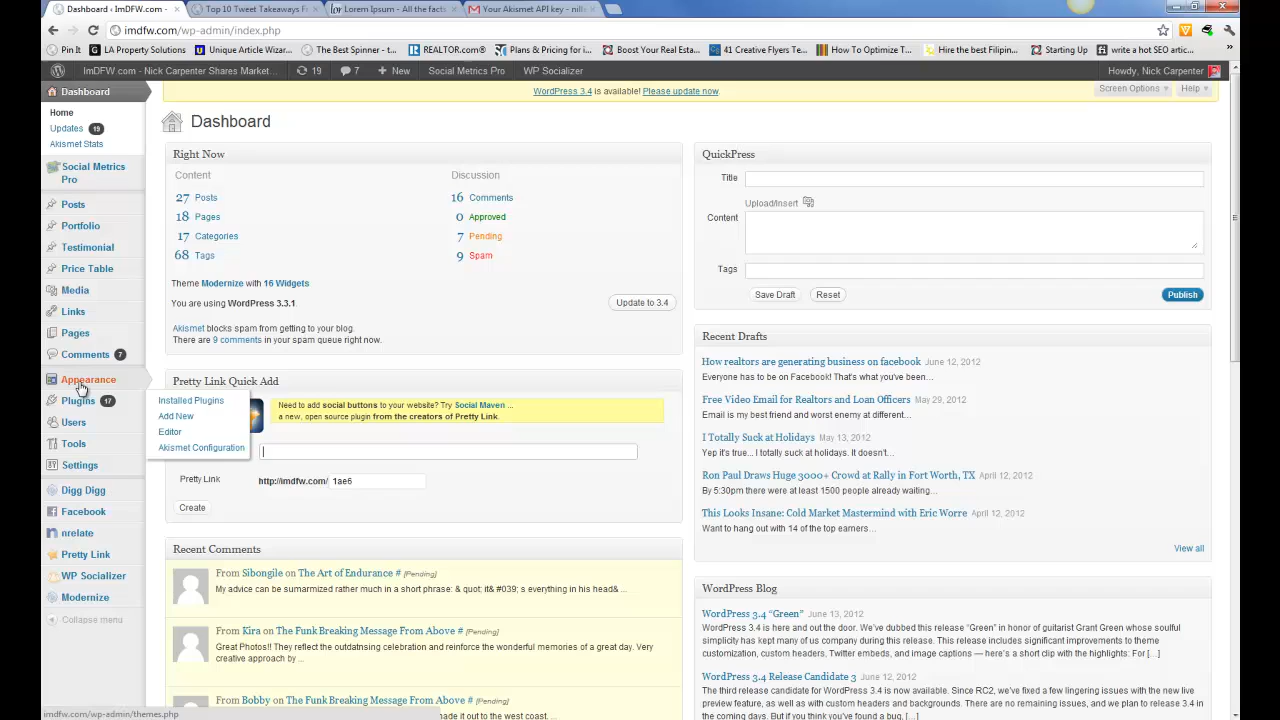 Dashboard ‹ ImDFW.com -
Top 10 Tweet Takeaways F
Lorem Ipsum - All the facts
Your Akismet API key - nilh
imdfw.com/wp-admin/index.php
Pin It
LA Property Solutions
Unique Article Wizar...
The Best Spinner - t...
REALTOR.com®
Plans & Pricing for i...
Boost Your Real Esta...
41 Creative Flyers Te...
How To Optimize T...
Hire the best Filipin...
Starting Up
write a hot SEO artic...
»
ImDFW.com - Nick Carpenter Shares Market...
19
7
New
Social Metrics Pro
WP Socializer
Howdy, Nick Carpenter
Dashboard
Home
Updates 19
Akismet Stats
Social Metrics
Pro
Posts
Portfolio
Testimonial
Price Table
Media
Links
Pages
Comments 7
Appearance
Plugins 17
Users
Tools
Settings
Digg Digg
Facebook
nrelate
Pretty Link
WP Socializer
Modernize
Collapse menu
Installed Plugins
Add New
Editor
Akismet Configuration
WordPress 3.4 is available! Please update now.
Screen Options
Help
Dashboard
Right Now
Content
Discussion
27 Posts
16 Comments
18 Pages
0 Approved
17 Categories
7 Pending
68 Tags
9 Spam
Theme Modernize with 16 Widgets
You are using WordPress 3.3.1.
Update to 3.4
Akismet blocks spam from getting to your blog.
There are 9 comments in your spam queue right now.
Pretty Link Quick Add
Need to add social buttons to your website? Try Social Maven ...
a new, open source plugin from the creators of Pretty Link.
Pretty Link
http://imdfw.com/ 1ae6
Create
Recent Comments
From Sibongile on The Art of Endurance # [Pending]
My advice can be sumarmized rather much in a short phrase: & quot; it& #039; s everything in his head& ...
From Kira on The Funk Breaking Message From Above # [Pending]
Great Photos!! They reflect the outdatnsing celebration and reinforce the wonderful memories of a great day. Very
creative approach by ...
From Bobby on The Funk Breaking Message From Above # [Pending]
made it out to the west coast. ...
QuickPress
Title
Upload/Insert
Content
Tags
Save Draft
Reset
Publish
Recent Drafts
How realtors are generating business on facebook June 12, 2012
Everyone has to be on Facebook! That's what you've been...
Free Video Email for Realtors and Loan Officers May 29, 2012
Email is my best friend and worst enemy at different...
I Totally Suck at Holidays May 13, 2012
Yep it's true... I totally suck at holidays. It doesn't...
Ron Paul Draws Huge 3000+ Crowd at Rally in Fort Worth, TX April 12, 2012
By 5:30pm there were at least 1500 people already waiting...
This Looks Insane: Cold Market Mastermind with Eric Worre April 12, 2012
Want to hang out with 14 of the top earners...
View all
WordPress Blog
WordPress 3.4 “Green” June 13, 2012
WordPress 3.4 is here and out the door. We've dubbed this release “Green” in honor of guitarist Grant Green whose soulful
simplicity has kept many of us company during this release. This release includes significant improvements to theme
customization, custom headers, Twitter embeds, and image captions — here's a short clip with the highlights: For [...]
WordPress 3.4 Release Candidate 3 June 12, 2012
The third release candidate for WordPress 3.4 is now available. Since RC2, we've fixed a few lingering issues with the new live
preview feature, as well as with custom headers and backgrounds. There are no remaining issues, and we plan to release 3.4
in the coming days. But if you think you've found a bug, [...]
imdfw.com/wp-admin/themes.php